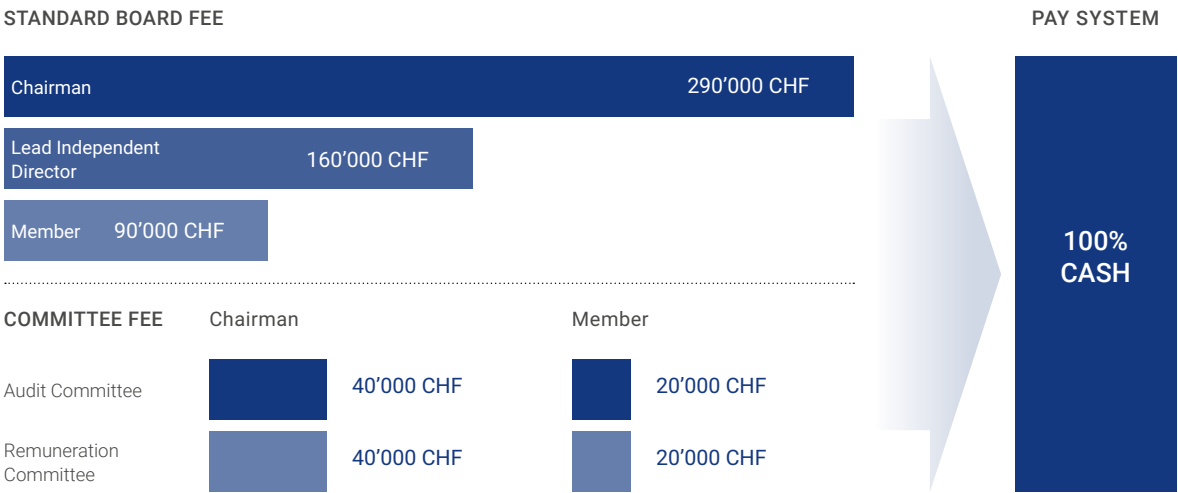 STANDARD BOARD FEE
PAY SYSTEM
Chairman
290’000 CHF
Lead Independent
Director
160’000 CHF
Member
90’000 CHF
100%
CASH
COMMITTEE FEE
Chairman
Member
Audit Committee
40’000 CHF
20’000 CHF
Remuneration
Committee
40’000 CHF
20’000 CHF